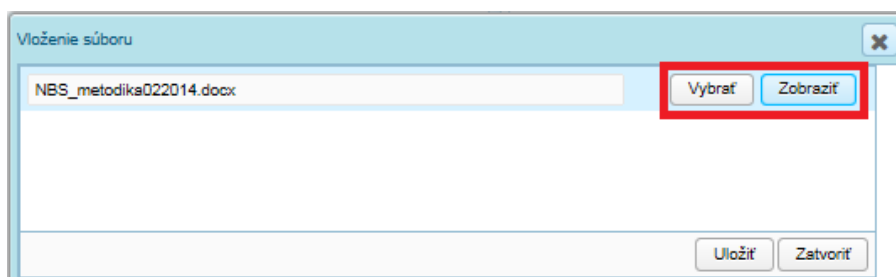 Vloženie súboru
NBS_metodika022014.docx Vybrať Zobraziť
Uložiť Zatvoriť